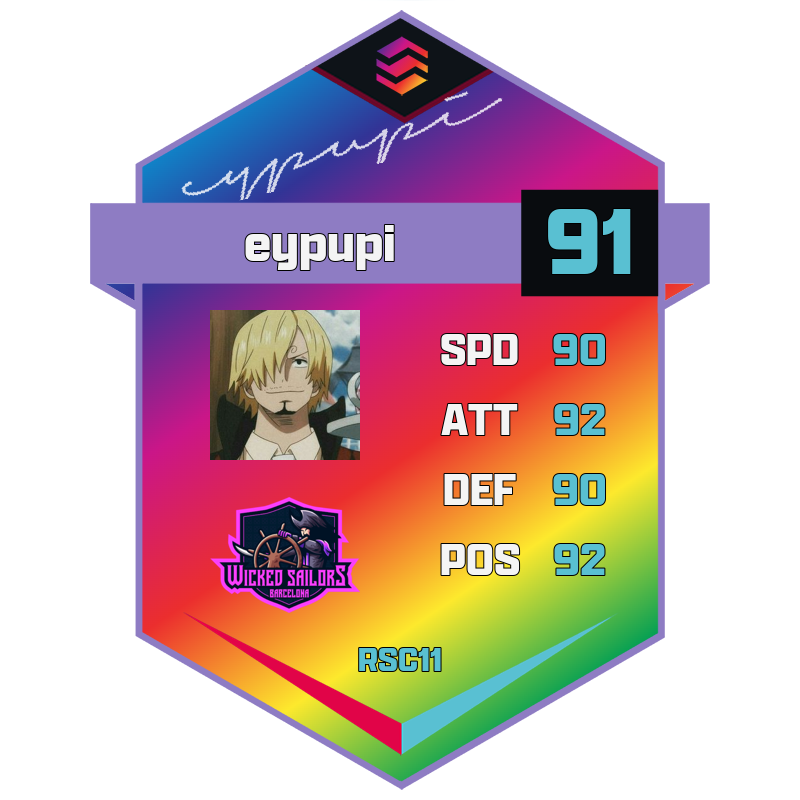 eypupi
eypupi 91
SPD 90
ATT 92
DEF 90
POS 92
WICKED SAILORS
BARCELONA
RSC11